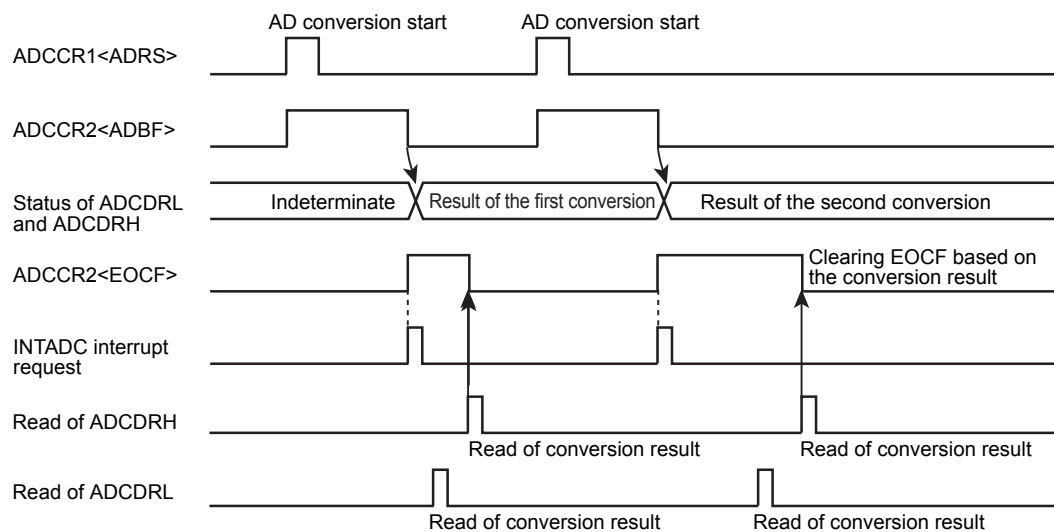 AD conversion start
AD conversion start
ADCCR1<ADRS>
ADCCR2<ADBF>
Status of ADCDRL
and ADCDRH
Indeterminate
Result of the first conversion
Result of the second conversion
ADCCR2<EOCF>
Clearing EOCF based on
the conversion result
INTADC interrupt
request
Read of ADCDRH
Read of conversion result
Read of conversion result
Read of ADCDRL
Read of conversion result
Read of conversion result